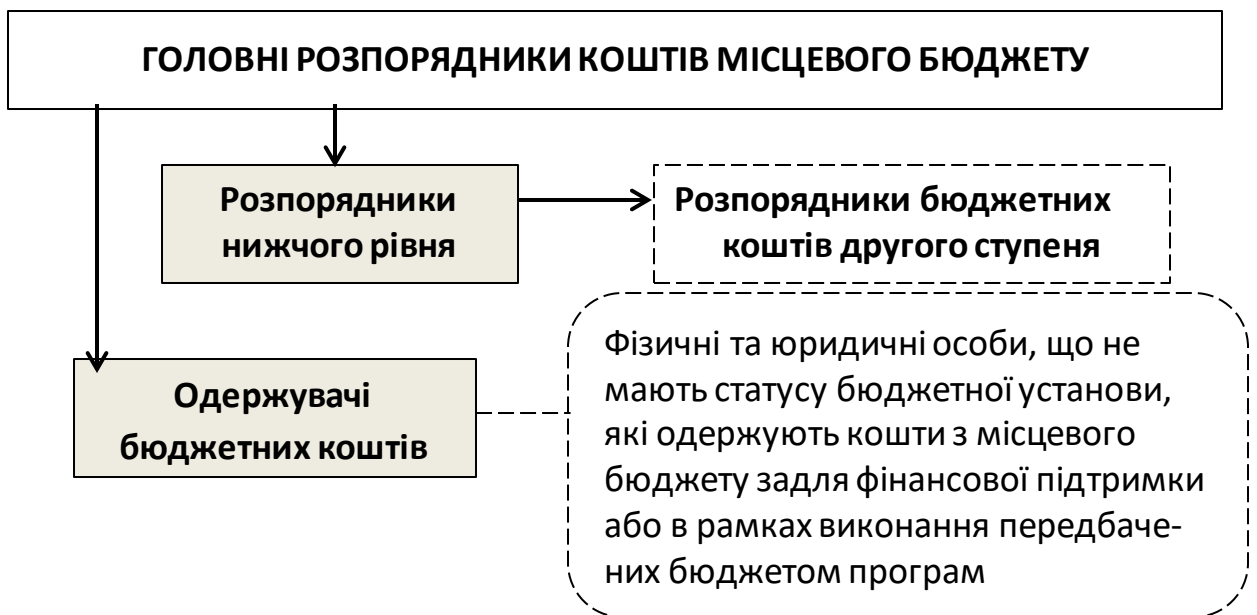 ГОЛОВНІ РОЗПОРЯДНИКИ КОШТІВ МІСЦЕВОГО БЮДЖЕТУ
Розпорядники
нижчого рівня
Розпорядники бюджетних
коштів другого ступеня
Одержувачі
бюджетних коштів
Фізичні та юридичні особи, що не
мають статусу бюджетної установи,
які одержують кошти з місцевого
бюджету задля фінансової підтримки
або в рамках виконання передбаче-
них бюджетом програм